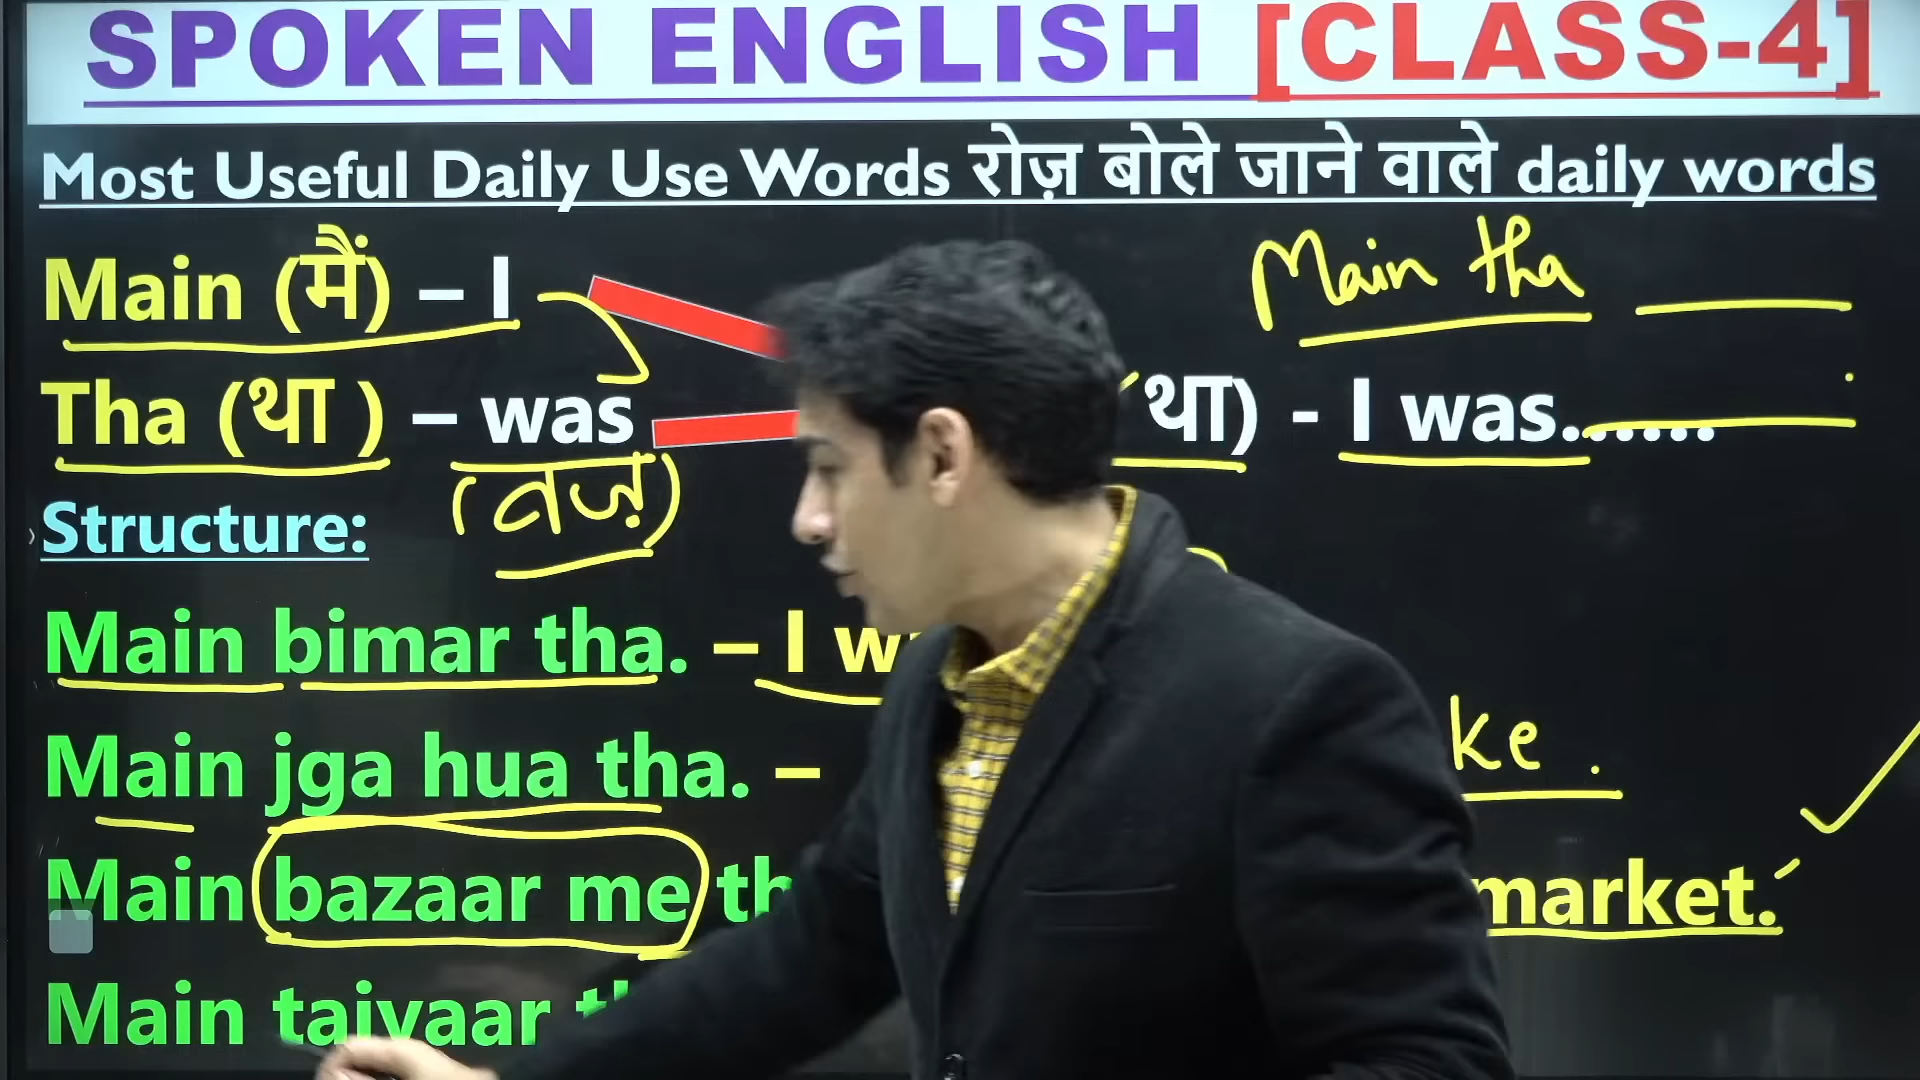 SPOKEN ENGLISH [CLASS-4]
Most Useful Daily Use Words रोज़ बोले जाने वाले daily words
Main (मैं) – I
Main tha
Tha (था ) – was
था) - I was......
(वज़)
Structure:
Main bimar tha. – I
Main jga hua tha. –
ke .
Main bazaar me
market.
Main taiyaar